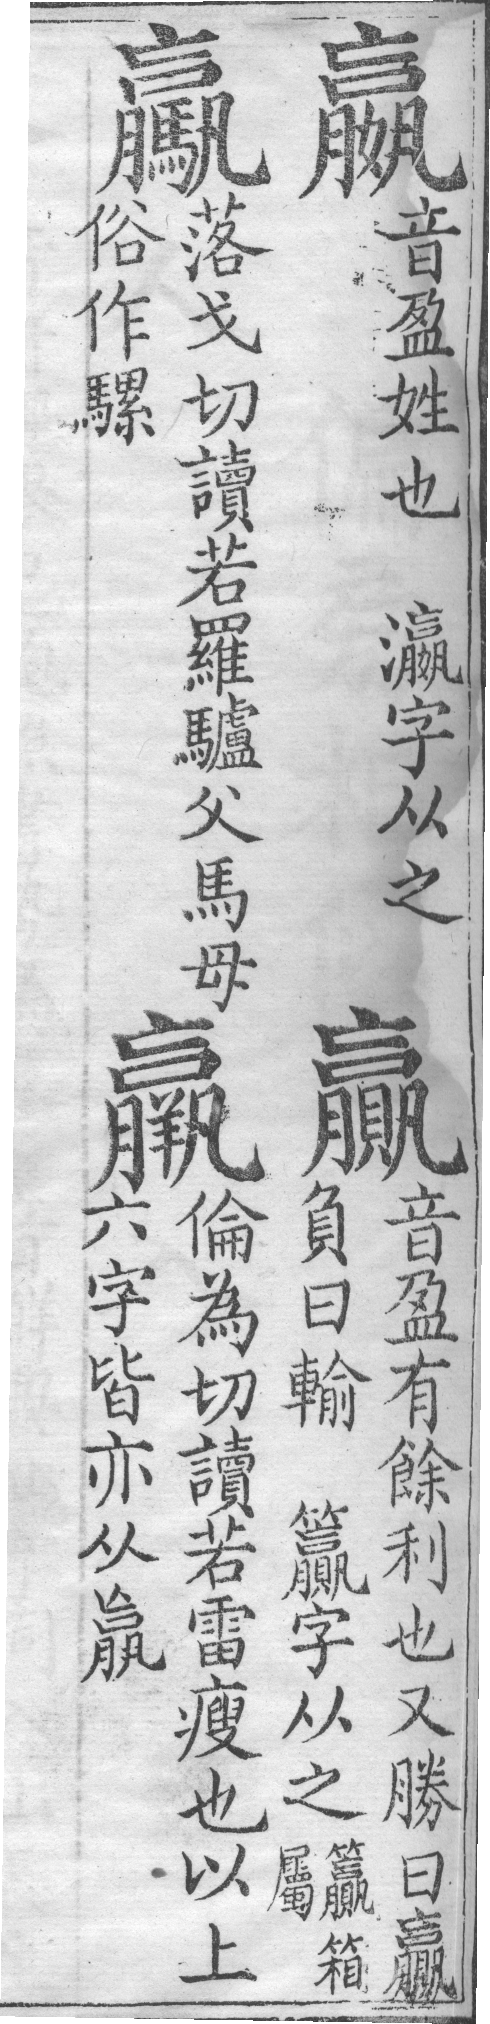 嬴
音盈姓也 瀛字从之
贏
音盈有餘利也又勝曰贏
負曰輸 籝字从之 籝箱
屬
驘
落戈切讀若羅驢父馬母
俗作騾
羸
倫為切讀若雷瘦也以上
六字皆亦从𣎆